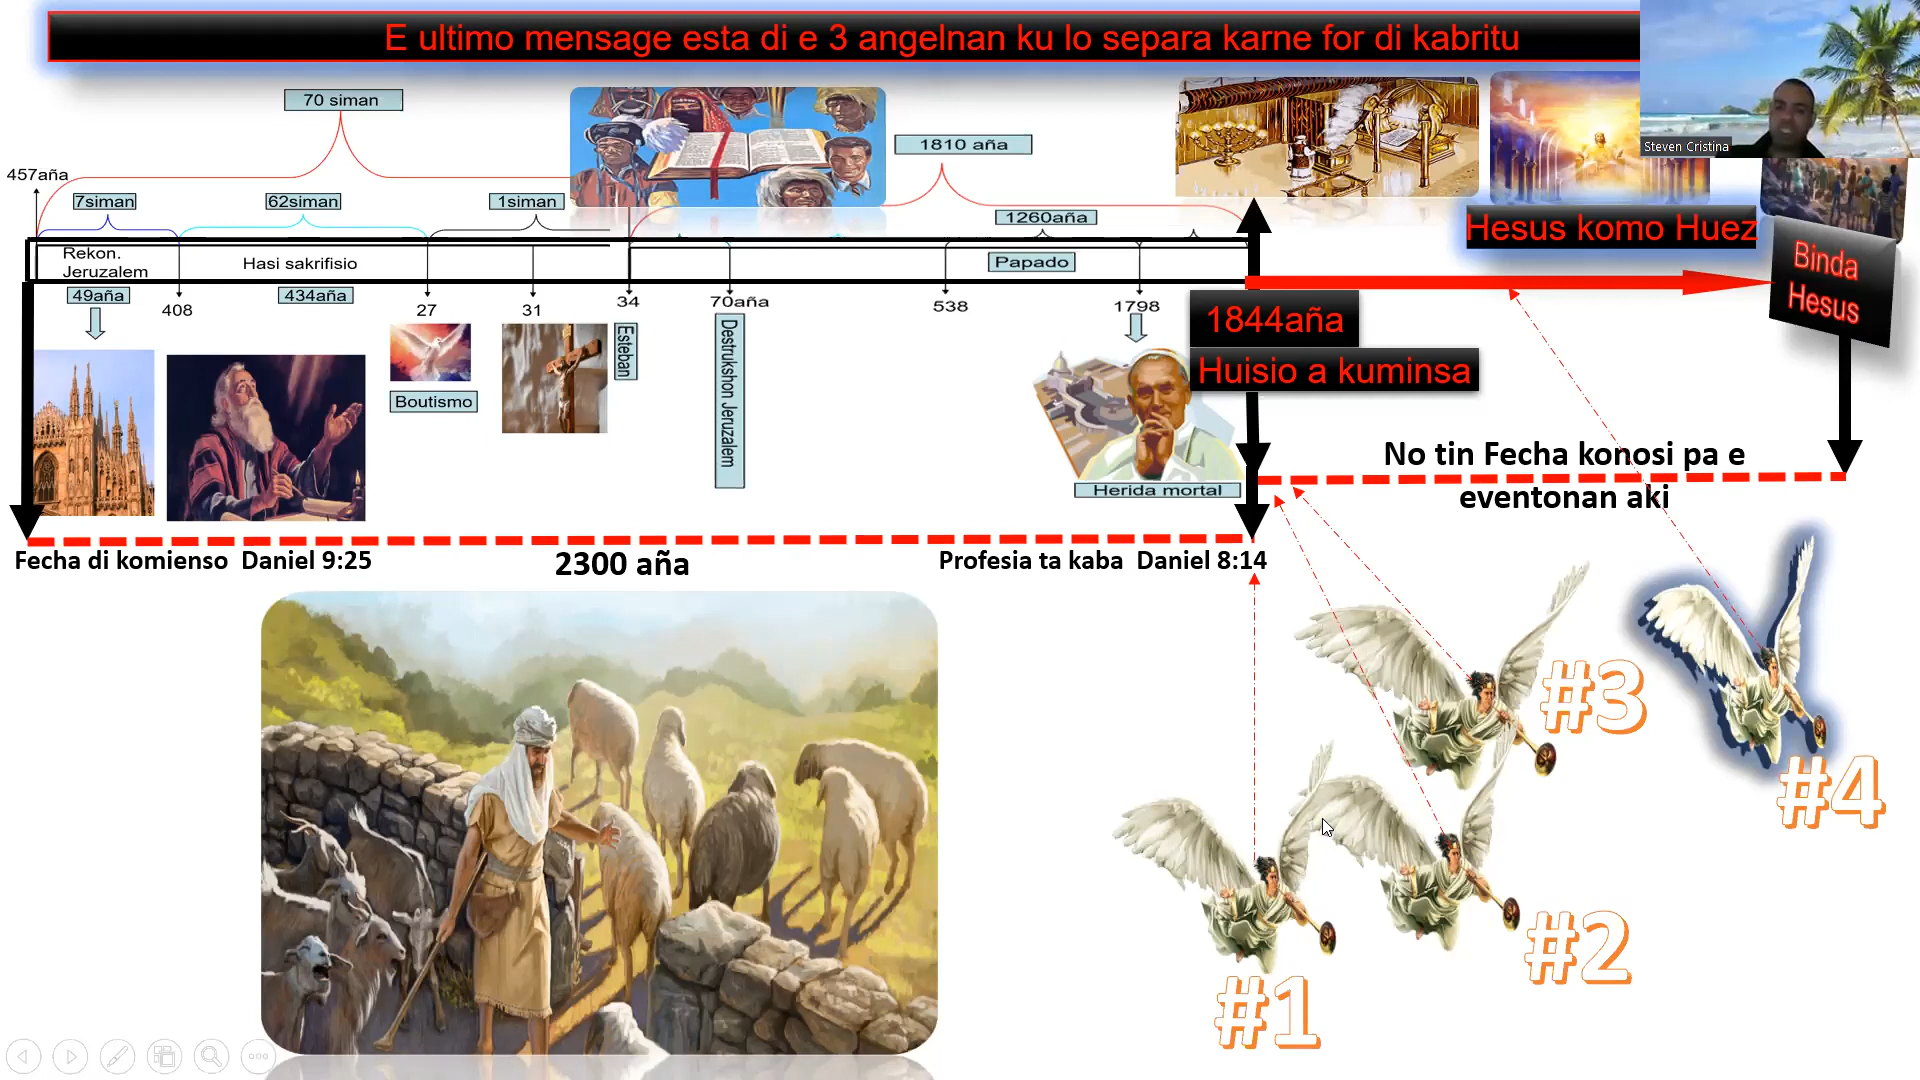 E ultimo mensage esta di e 3 angelnan ku lo separa karne for di kabritu
Steven Cristina
70 siman
1810 aña
457aña
7siman
62siman
1siman
1260aña
Hesus komo Huez
Rekon.
Jeruzalem
Hasi sakrifisio
Papado
Binda
Hesus
49aña
408
434aña
27
31
34
70aña
538
1798
1844aña
Huisio a kuminsa
Esteban
Destrukshon Jeruzalem
Boutismo
Herida mortal
No tin Fecha konosi pa e
eventonan aki
Fecha di komienso Daniel 9:25
2300 aña
Profesia ta kaba Daniel 8:14
#3
#4
#2
#1